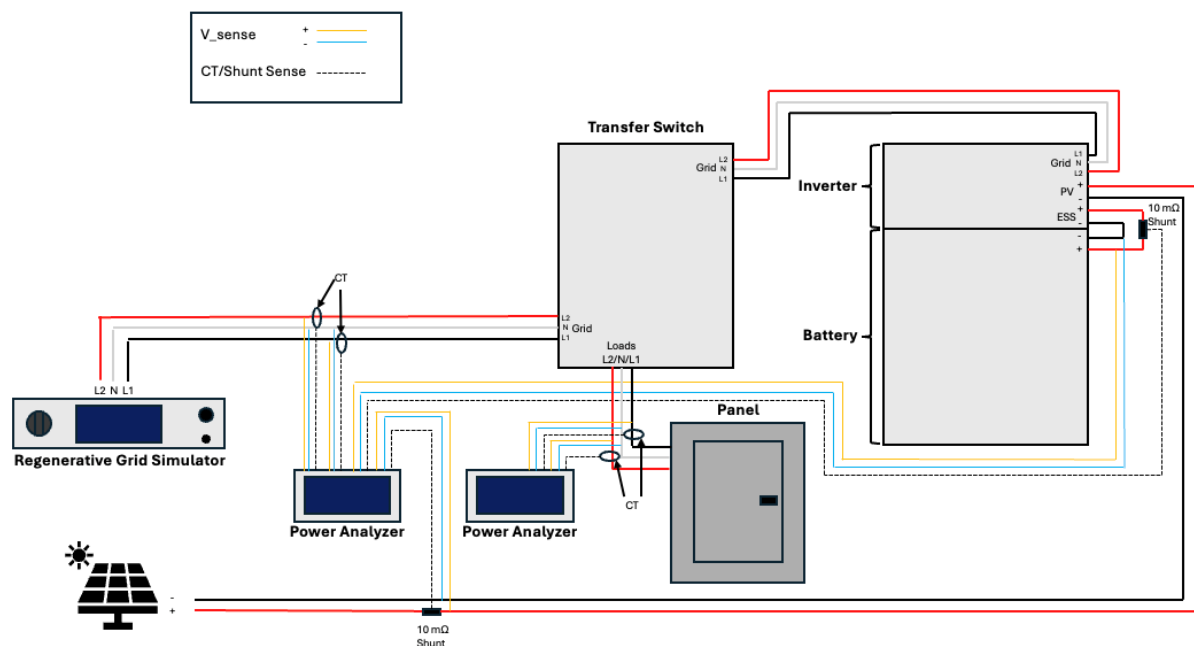 V_sense
+
-
CT/Shunt Sense
Transfer Switch
L2
Grid N
L1
Inverter
L1
Grid N
L2
+
PV
-
+
ESS
-
10 mΩ
Shunt
-
+
Battery
CT
L2
N Grid
L1
Loads
L2/N/L1
L2 N L1
Regenerative Grid Simulator
Panel
CT
Power Analyzer
Power Analyzer
-
+
10 mΩ
Shunt